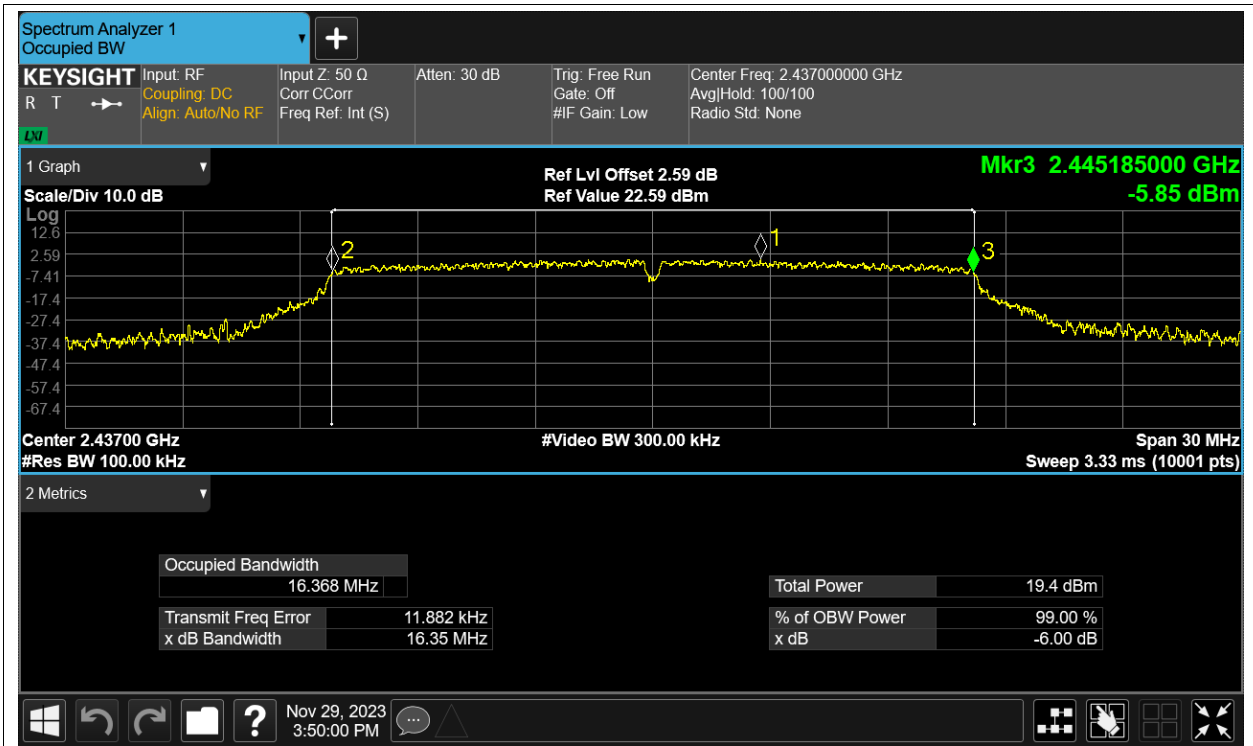 Spectrum Analyzer 1
Occupied BW
KEYSIGHT
R T
LXI
Input: RF
Coupling: DC
Align: Auto/No RF
Input Z: 50 Ω
Corr CCorr
Freq Ref: Int (S)
Atten: 30 dB
Trig: Free Run
Gate: Off
#IF Gain: Low
Center Freq: 2.437000000 GHz
Avg|Hold: 100/100
Radio Std: None
1 Graph
Scale/Div 10.0 dB
Ref Lvl Offset 2.59 dB
Ref Value 22.59 dBm
Mkr3 2.445185000 GHz
-5.85 dBm
Log
12.6
2.59
-7.41
-17.4
-27.4
-37.4
-47.4
-57.4
-67.4
2
1
3
Center 2.43700 GHz
#Res BW 100.00 kHz
#Video BW 300.00 kHz
Span 30 MHz
Sweep 3.33 ms (10001 pts)
2 Metrics
Occupied Bandwidth
16.368 MHz
Transmit Freq Error 11.882 kHz
x dB Bandwidth 16.35 MHz
Total Power 19.4 dBm
% of OBW Power 99.00 %
x dB -6.00 dB
?
Nov 29, 2023
3:50:00 PM